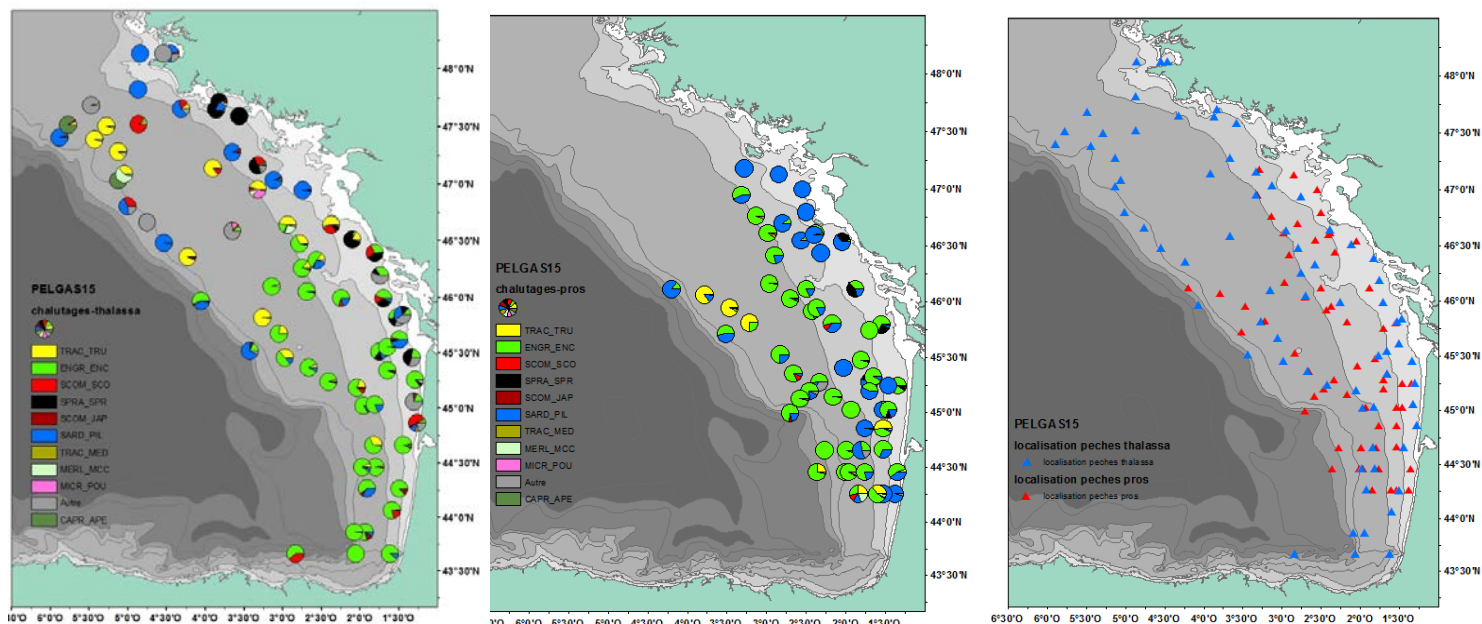 48°0'N
47°30'N
47°0'N
46°30'N
46°0'N
45°30'N
45°0'N
44°30'N
44°0'N
43°30'N
PELGAS15
chalutages-thalassa
TRAC_TRU
ENGR_ENC
SCOM_SCO
SPRA_SPR
SCOM_JAP
SARD_PIL
TRAC_MED
MERL_MCC
MICR_POU
Autre
CAPR_APE
6°0'O 5°30'O 5°0'O 4°30'O 4°0'O 3°30'O 3°0'O 2°30'O 2°0'O 1°30'O
48°0'N
47°30'N
47°0'N
46°30'N
46°0'N
45°30'N
45°0'N
44°30'N
44°0'N
43°30'N
PELGAS15
chalutages-pros
TRAC_TRU
ENGR_ENC
SCOM_SCO
SPRA_SPR
SCOM_JAP
SARD_PIL
TRAC_MED
MERL_MCC
MICR_POU
Autre
CAPR_APE
6°0'O 5°30'O 5°0'O 4°30'O 4°0'O 3°30'O 3°0'O 2°30'O 2°0'O 1°30'O
48°0'N
47°30'N
47°0'N
46°30'N
46°0'N
45°30'N
45°0'N
44°30'N
44°0'N
43°30'N
PELGAS15
localisation peches thalassa
localisation peches thalassa
localisation peches pros
localisation peches pros
6°30'O 6°0'O 5°30'O 5°0'O 4°30'O 4°0'O 3°30'O 3°0'O 2°30'O 2°0'O 1°30'O 1°0'O